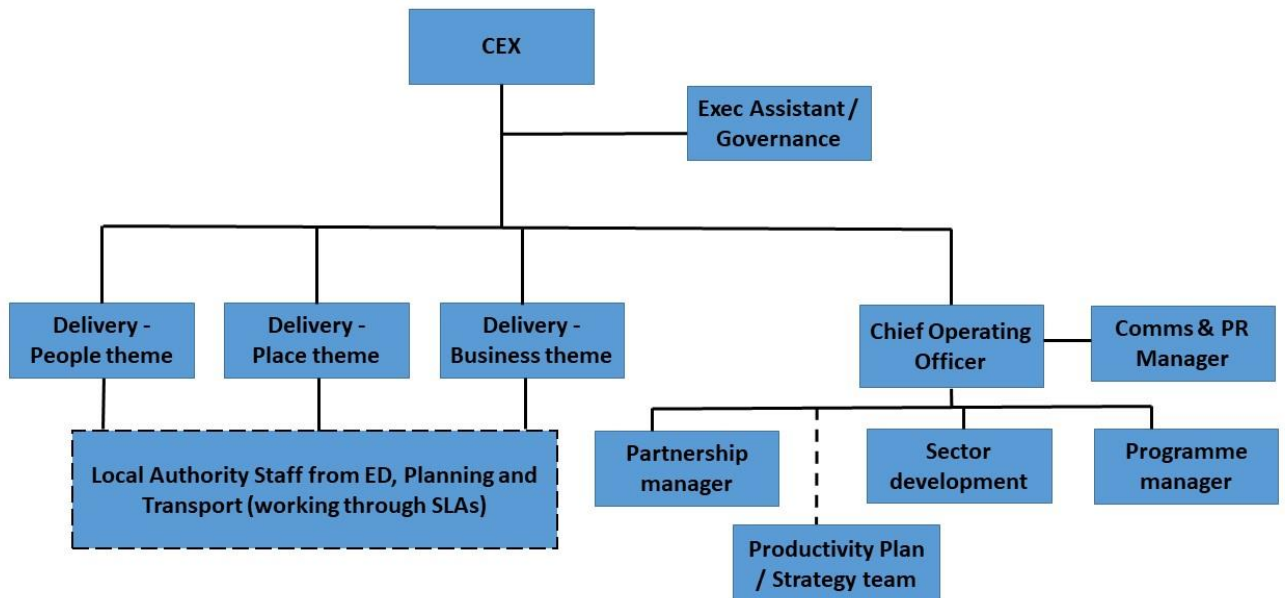 CEX
Exec Assistant /
Governance
Delivery -
People theme
Delivery -
Place theme
Delivery -
Business theme
Chief Operating
Officer
Comms & PR
Manager
Local Authority Staff from ED, Planning and
Transport (working through SLAs)
Partnership
manager
Sector
development
Programme
manager
Productivity Plan
/ Strategy team